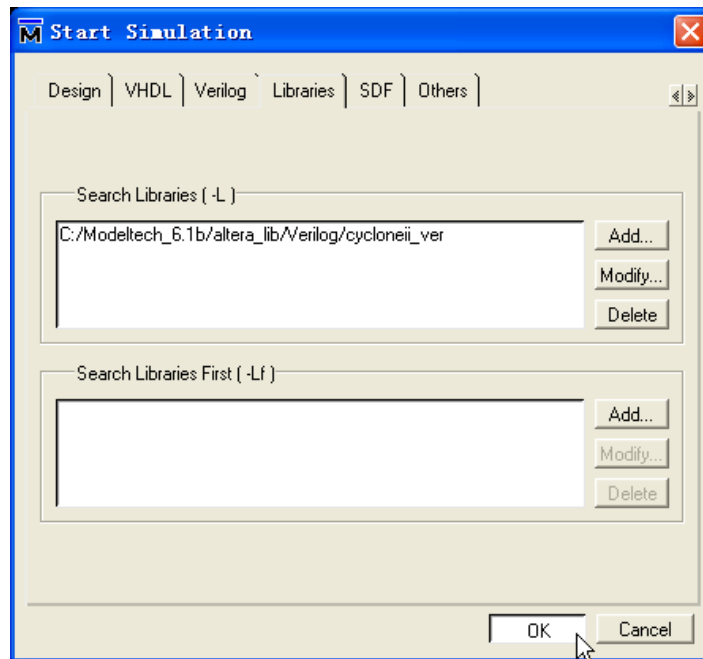 Start Simulation
Design VHDL Verilog Libraries SDF Others
Search Libraries ( -L )
C:/Modeltech_6.1b/altera_lib/Verilog/cycloneii_ver
Add...
Modify...
Delete
Search Libraries First ( -Lf )
Add...
Modify...
Delete
OK Cancel